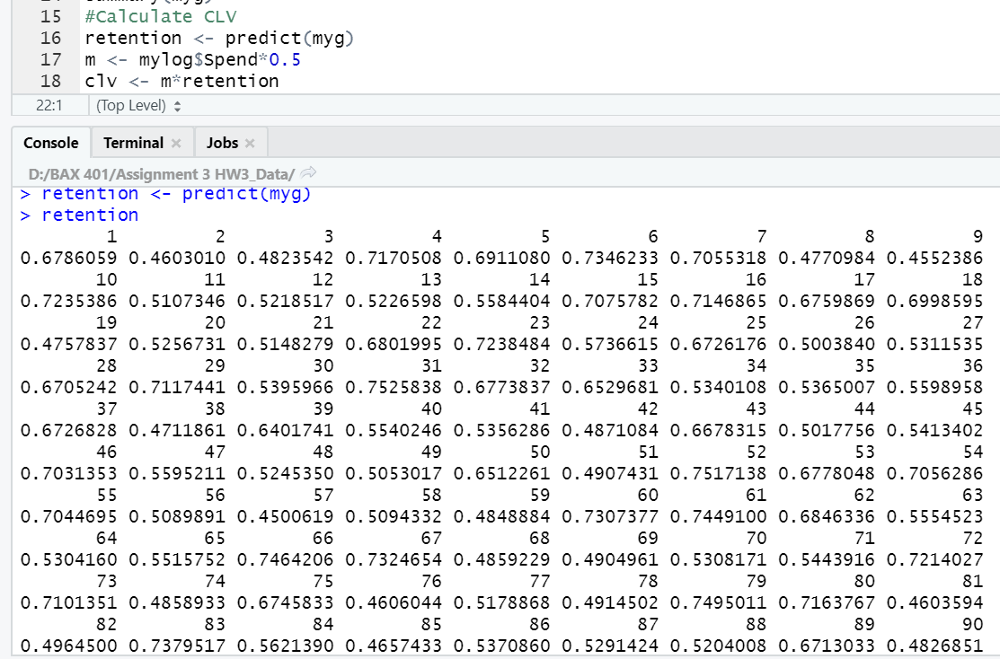 15 #Calculate CLV
16 retention <- predict(myg)
17 m <- mylog$Spend*0.5
18 clv <- m*retention
22:1 (Top Level)
Console Terminal × Jobs ×
D:/BAX 401/Assignment 3 HW3_Data/
> retention <- predict(myg)
> retention
1 2 3 4 5 6 7 8 9
0.6786059 0.4603010 0.4823542 0.7170508 0.6911080 0.7346233 0.7055318 0.4770984 0.4552386
10 11 12 13 14 15 16 17 18
0.7235386 0.5107346 0.5218517 0.5226598 0.5584404 0.7075782 0.7146865 0.6759869 0.6998595
19 20 21 22 23 24 25 26 27
0.4757837 0.5256731 0.5148279 0.6801995 0.7238484 0.5736615 0.6726176 0.5003840 0.5311535
28 29 30 31 32 33 34 35 36
0.6705242 0.7117441 0.5395966 0.7525838 0.6773837 0.6529681 0.5340108 0.5365007 0.5598958
37 38 39 40 41 42 43 44 45
0.6726828 0.4711861 0.6401741 0.5540246 0.5356286 0.4871084 0.6678315 0.5017756 0.5413402
46 47 48 49 50 51 52 53 54
0.7031353 0.5595211 0.5245350 0.5053017 0.6512261 0.4907431 0.7517138 0.6778048 0.7056286
55 56 57 58 59 60 61 62 63
0.7044695 0.5089891 0.4500619 0.5094332 0.4848884 0.7307377 0.7449100 0.6846336 0.5554523
64 65 66 67 68 69 70 71 72
0.5304160 0.5515752 0.7464206 0.7324654 0.4859229 0.4904961 0.5308171 0.5443916 0.7214027
73 74 75 76 77 78 79 80 81
0.7101351 0.4858933 0.6745833 0.4606044 0.5178868 0.4914502 0.7495011 0.7163767 0.4603594
82 83 84 85 86 87 88 89 90
0.4964500 0.7379517 0.5621390 0.4657433 0.5370860 0.5291424 0.5204008 0.6713033 0.4826851